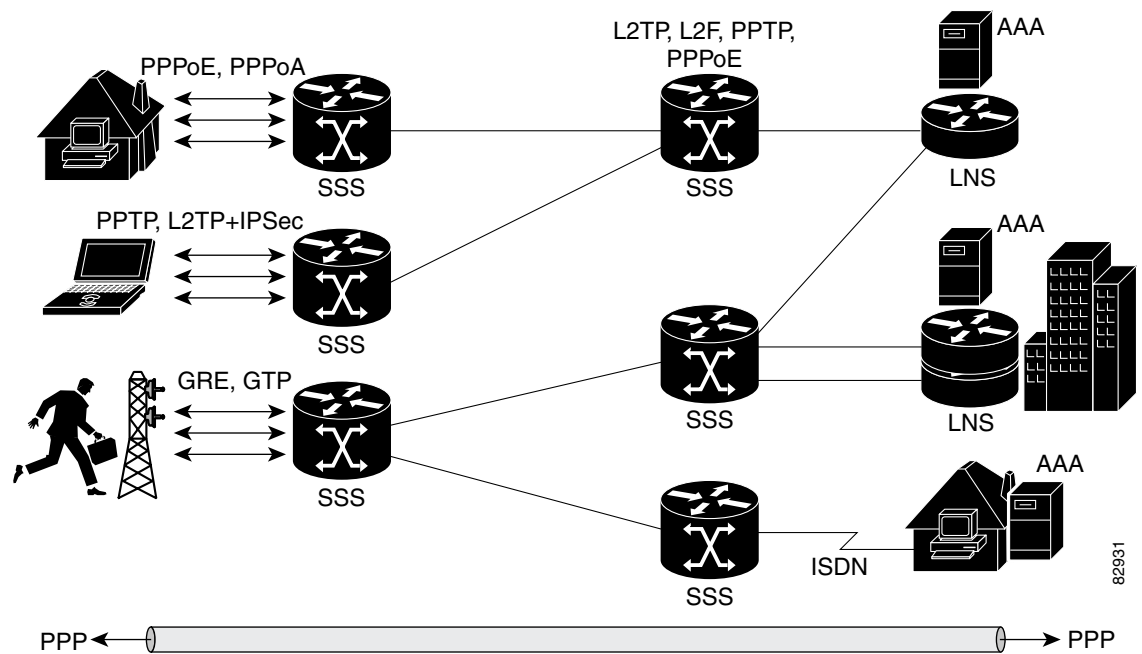 L2TP, L2F, PPTP,
PPPoE
AAA
PPPoE, PPPoA
SSS
SSS
LNS
PPTP, L2TP+IPSec
AAA
SSS
SSS
LNS
GRE, GTP
SSS
AAA
ISDN
SSS
82931
PPP
PPP